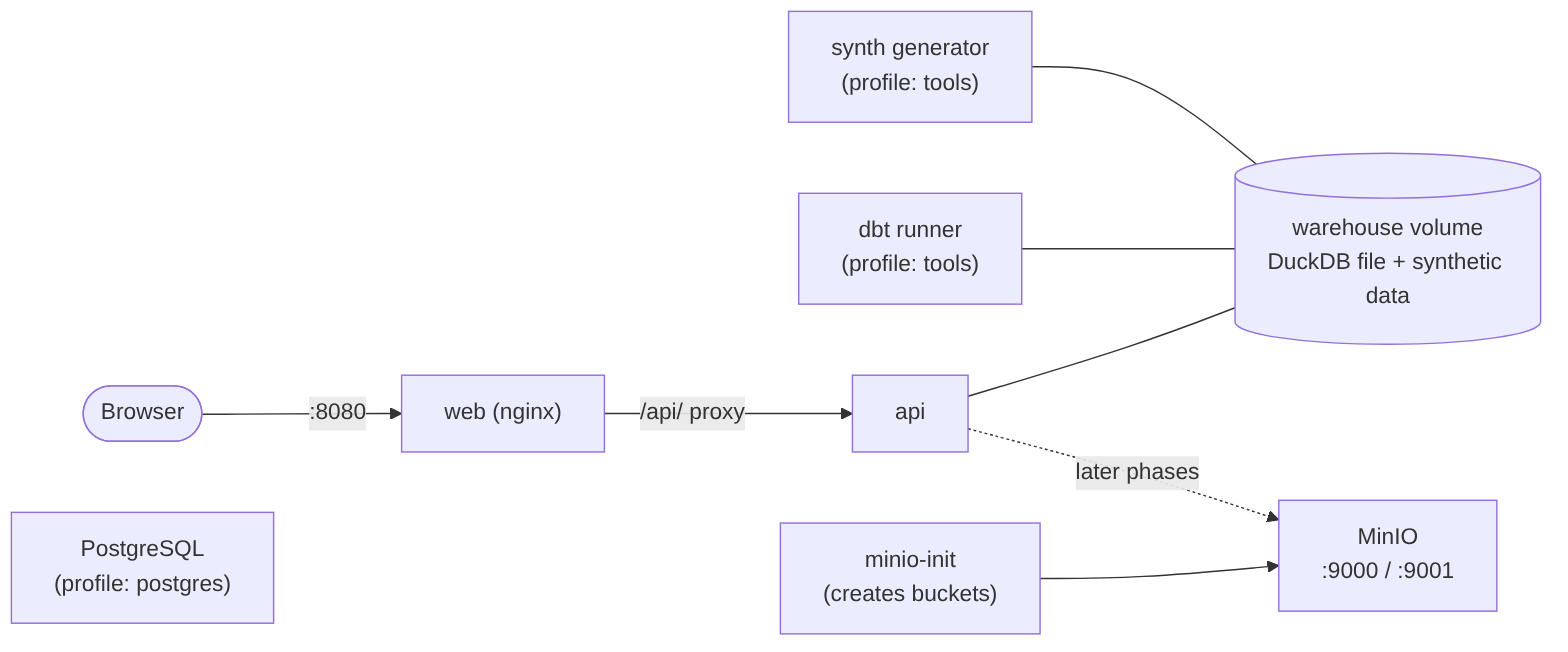 synth generator
(profile: tools)
dbt runner
(profile: tools)
warehouse volume
DuckDB file + synthetic
data
Browser
:8080
web (nginx)
/api/ proxy
api
later phases
PostgreSQL
(profile: postgres)
minio-init
(creates buckets)
MinIO
:9000 / :9001